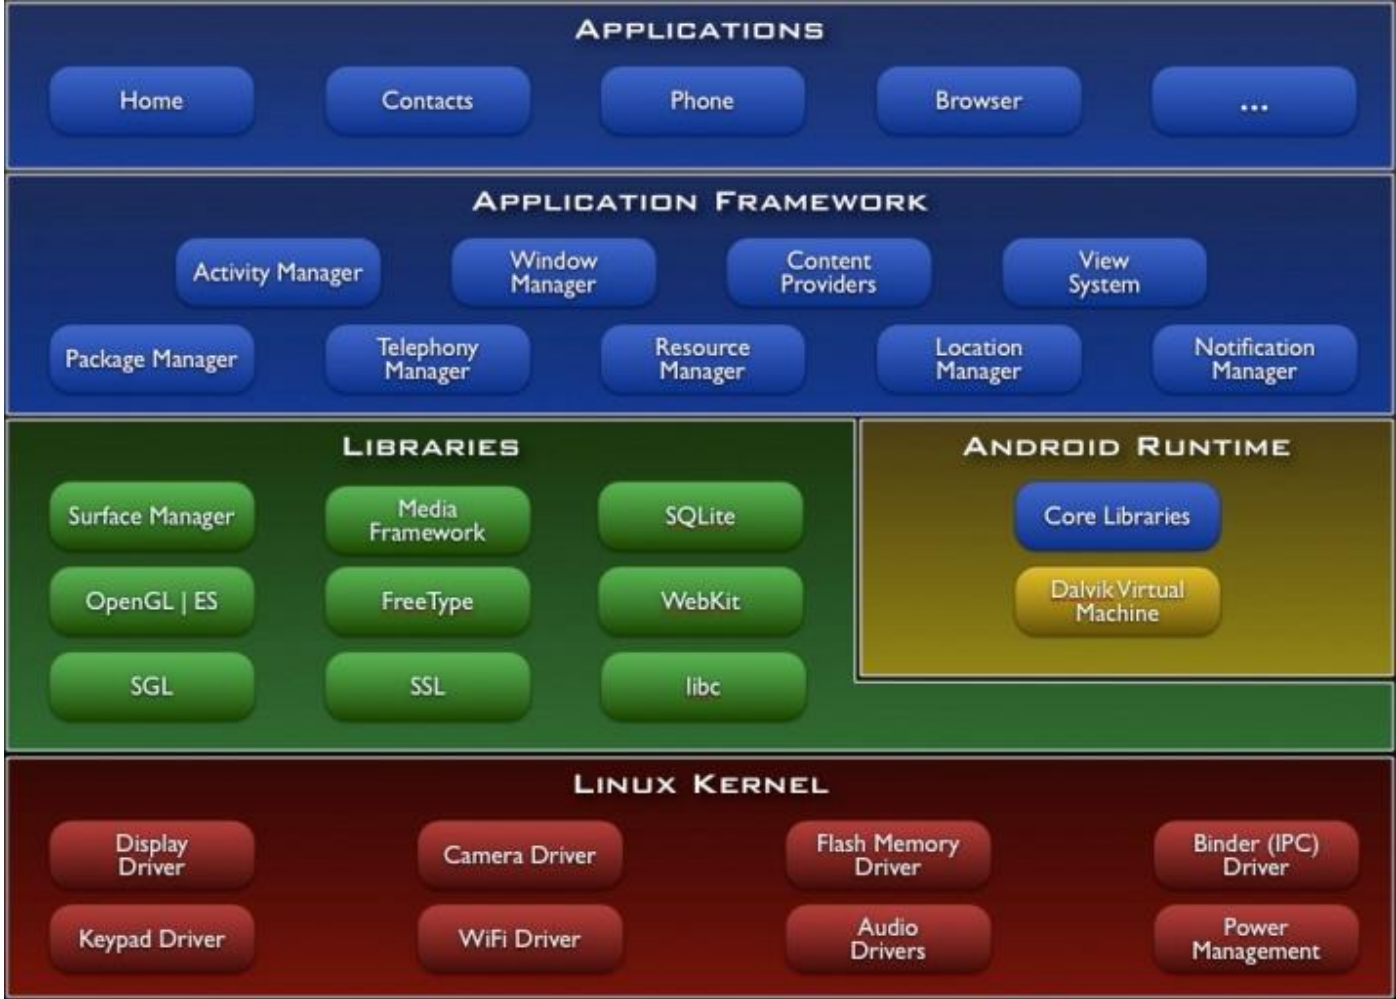 APPLICATIONS
Home
Contacts
Phone
Browser
...
APPLICATION FRAMEWORK
Activity Manager
Window
Manager
Content
Providers
View
System
Package Manager
Telephony
Manager
Resource
Manager
Location
Manager
Notification
Manager
LIBRARIES
Surface Manager
Media
Framework
SQLite
OpenGL | ES
FreeType
WebKit
SGL
SSL
libc
ANDROID RUNTIME
Core Libraries
Dalvik Virtual
Machine
LINUX KERNEL
Display
Driver
Camera Driver
Flash Memory
Driver
Binder (IPC)
Driver
Keypad Driver
WiFi Driver
Audio
Drivers
Power
Management